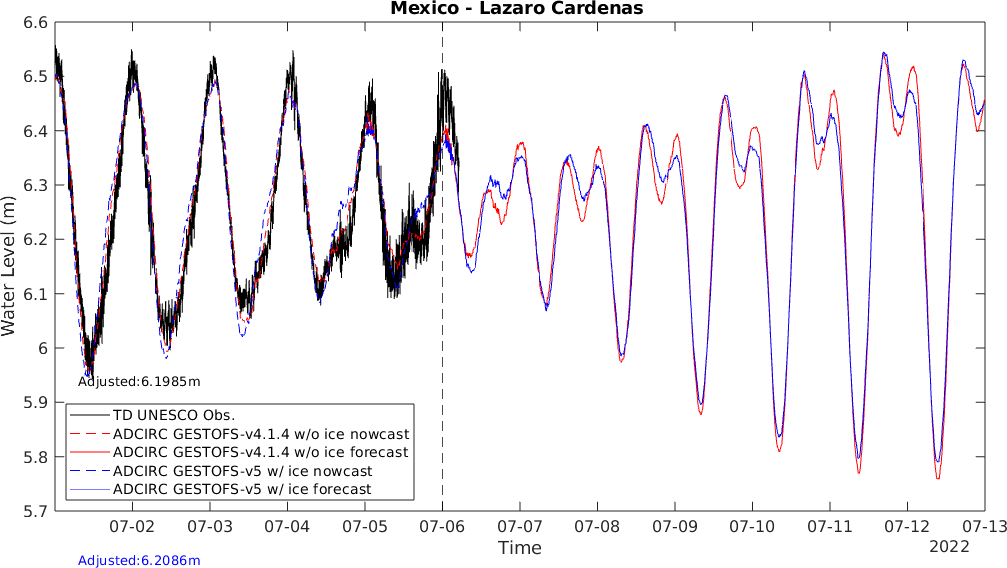 Mexico - Lazaro Cardenas
6.6
6.5
6.4
6.3
6.2
6.1
6
5.9
5.8
5.7
Water Level (m)
Adjusted:6.1985m
TD UNESCO Obs.
ADCIRC GESTOFS-v4.1.4 w/o ice nowcast
ADCIRC GESTOFS-v4.1.4 w/o ice forecast
ADCIRC GESTOFS-v5 w/ ice nowcast
ADCIRC GESTOFS-v5 w/ ice forecast
07-02 07-03 07-04 07-05 07-06 07-07 07-08 07-09 07-10 07-11 07-12 07-13
Time
2022
Adjusted:6.2086m